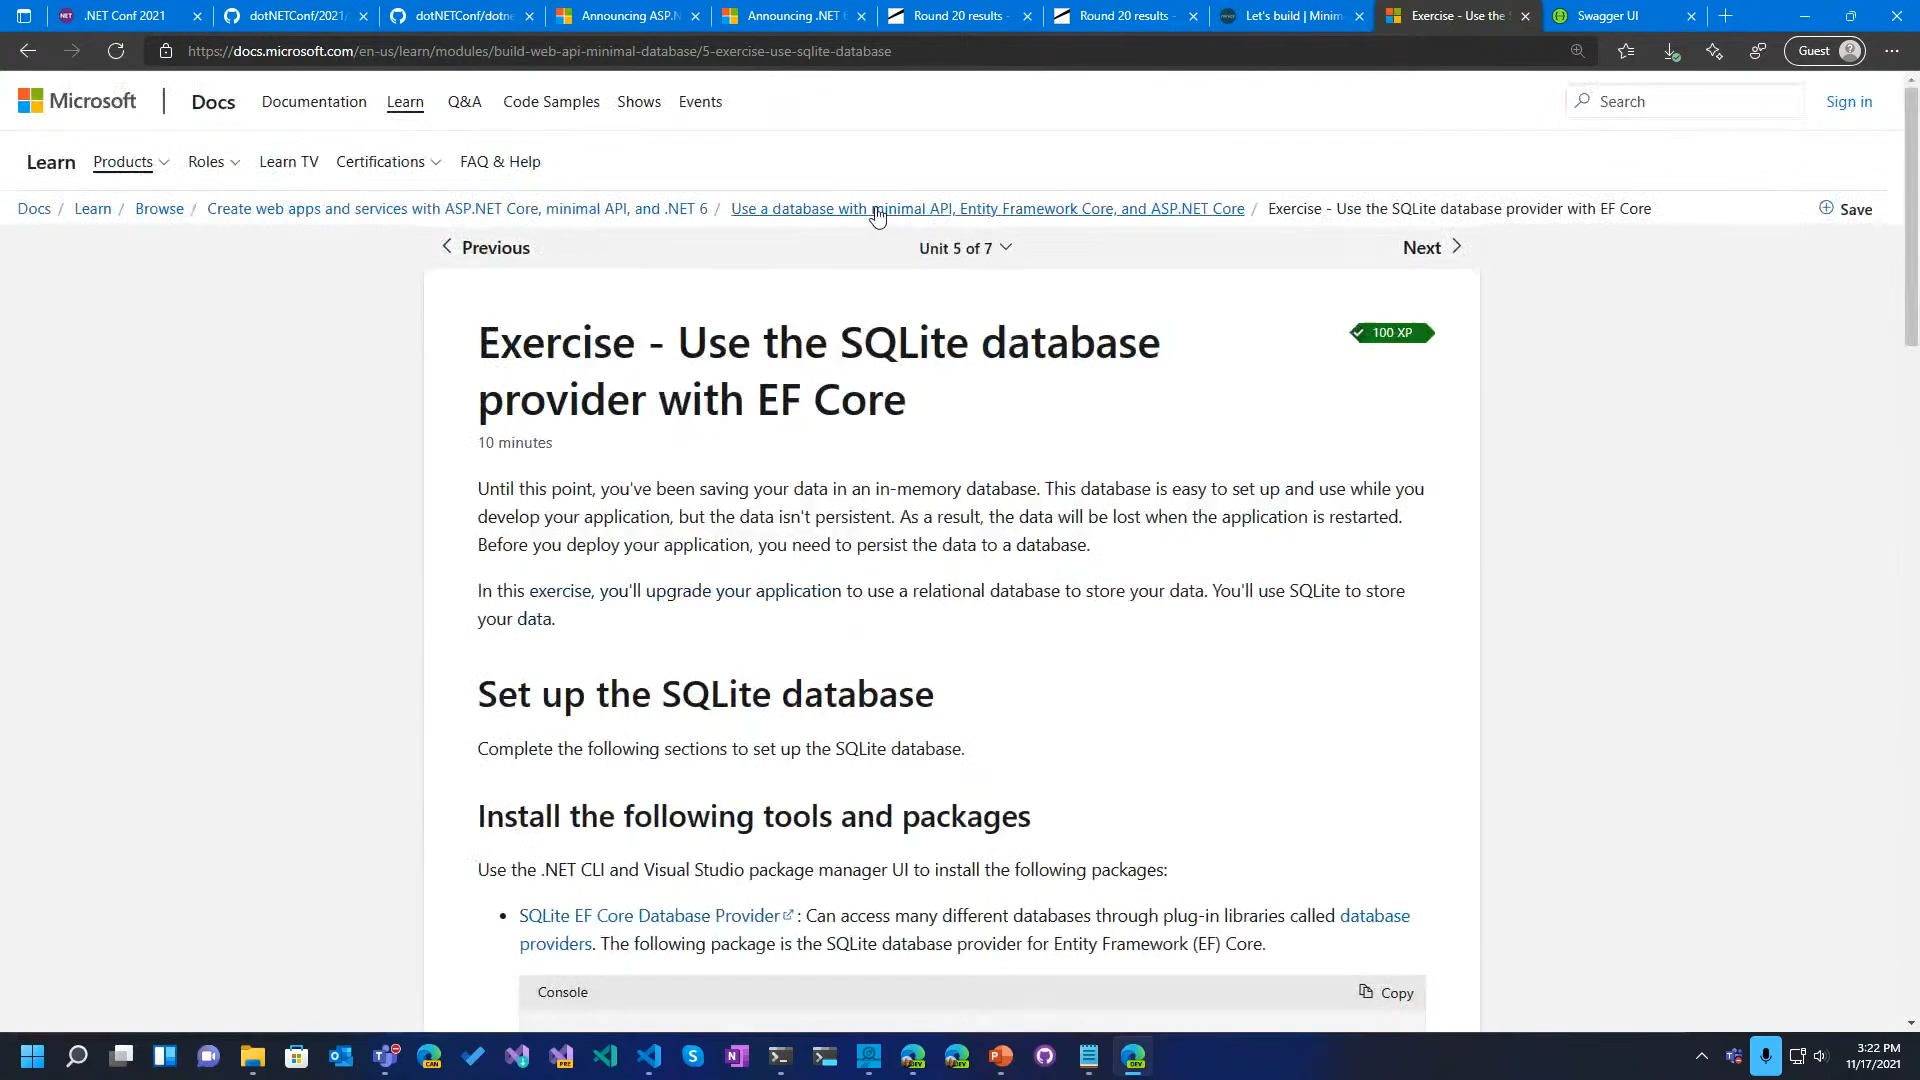 .NET Conf 2021
dotNETConf/2021/
dotNETConf/dotne
Announcing ASP.N
Announcing .NET 6
Round 20 results -
Round 20 results -
Let's build | Minim
Exercise - Use the S
Swagger UI
https://docs.microsoft.com/en-us/learn/modules/build-web-api-minimal-database/5-exercise-use-sqlite-database
Guest
Microsoft
Docs Documentation Learn Q&A Code Samples Shows Events
Search
Sign in
Learn Products Roles Learn TV Certifications FAQ & Help
Docs / Learn / Browse / Create web apps and services with ASP.NET Core, minimal API, and .NET 6 / Use a database with minimal API, Entity Framework Core, and ASP.NET Core / Exercise - Use the SQLite database provider with EF Core
Save
Previous
Unit 5 of 7
Next
Exercise - Use the SQLite database
provider with EF Core
100 XP
10 minutes
Until this point, you've been saving your data in an in-memory database. This database is easy to set up and use while you
develop your application, but the data isn't persistent. As a result, the data will be lost when the application is restarted.
Before you deploy your application, you need to persist the data to a database.
In this exercise, you'll upgrade your application to use a relational database to store your data. You'll use SQLite to store
your data.
Set up the SQLite database
Complete the following sections to set up the SQLite database.
Install the following tools and packages
Use the .NET CLI and Visual Studio package manager UI to install the following packages:
• SQLite EF Core Database Provider : Can access many different databases through plug-in libraries called database
providers. The following package is the SQLite database provider for Entity Framework (EF) Core.
Console
Copy
CAN
PRE
DEV
DEV
DEV
3:22 PM
11/17/2021